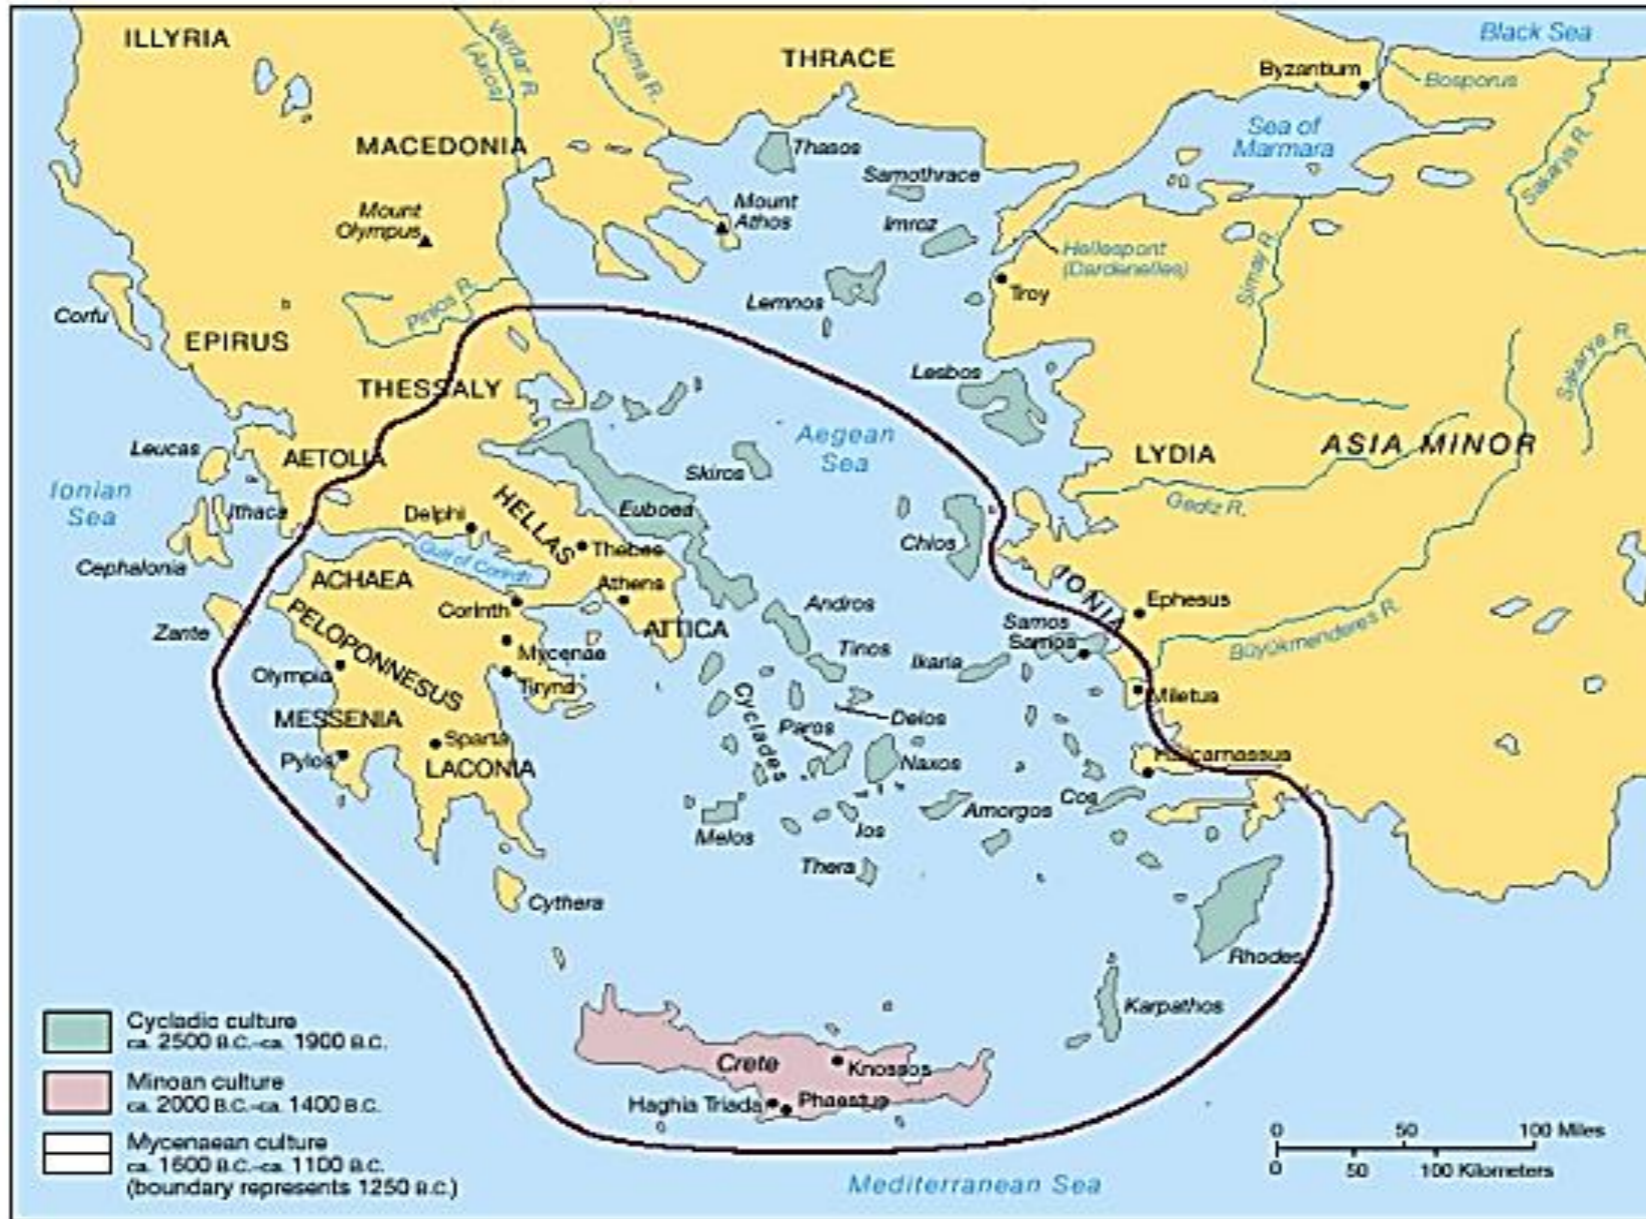 ILLYRIA
Vardar R.
(Axios)
Struma R.
THRACE
Black Sea
Byzantium
Bosporus
Sea of
Marmara
Sakarya R.
MACEDONIA
Thasos
Samothrace
Mount
Olympus
Mount
Athos
Imroz
Hellespont
(Dardenelles)
Simav R.
Troy
Lemnos
Corfu
Pinios R.
EPIRUS
Sakarya R.
THESSALY
Lesbos
Aegean
Sea
LYDIA
ASIA MINOR
Leucas
AETOLIA
Skiros
Ionian
Sea
Ithaca
Euboea
Gediz R.
Delphi
HELLAS
Chios
Cephalonia
Gulf of Corinth
Thebes
ACHAEA
Athens
IONIA
Ephesus
Corinth
Andros
Zante
PELOPONNESUS
ATTICA
Samos
Samos
Büyükmenderes R.
Mycenae
Tinos
Ikaria
Olympia
Tiryns
Miletus
MESSENIA
Cyclades
Delos
Paros
Sparta
Pylos
LACONIA
Naxos
Halicarnassus
Cos
Amorgos
Melos
Ios
Thera
Cythera
Rhodes
Karpathos
Crete
Knossos
Haghia Triada
Phaestus
Cycladic culture
ca. 2500 B.C.–ca. 1900 B.C.
Minoan culture
ca. 2000 B.C.–ca. 1400 B.C.
Mycenaean culture
ca. 1600 B.C.–ca. 1100 B.C.
(boundary represents 1250 B.C.)
0 50 100 Miles
0 50 100 Kilometers
Mediterranean Sea